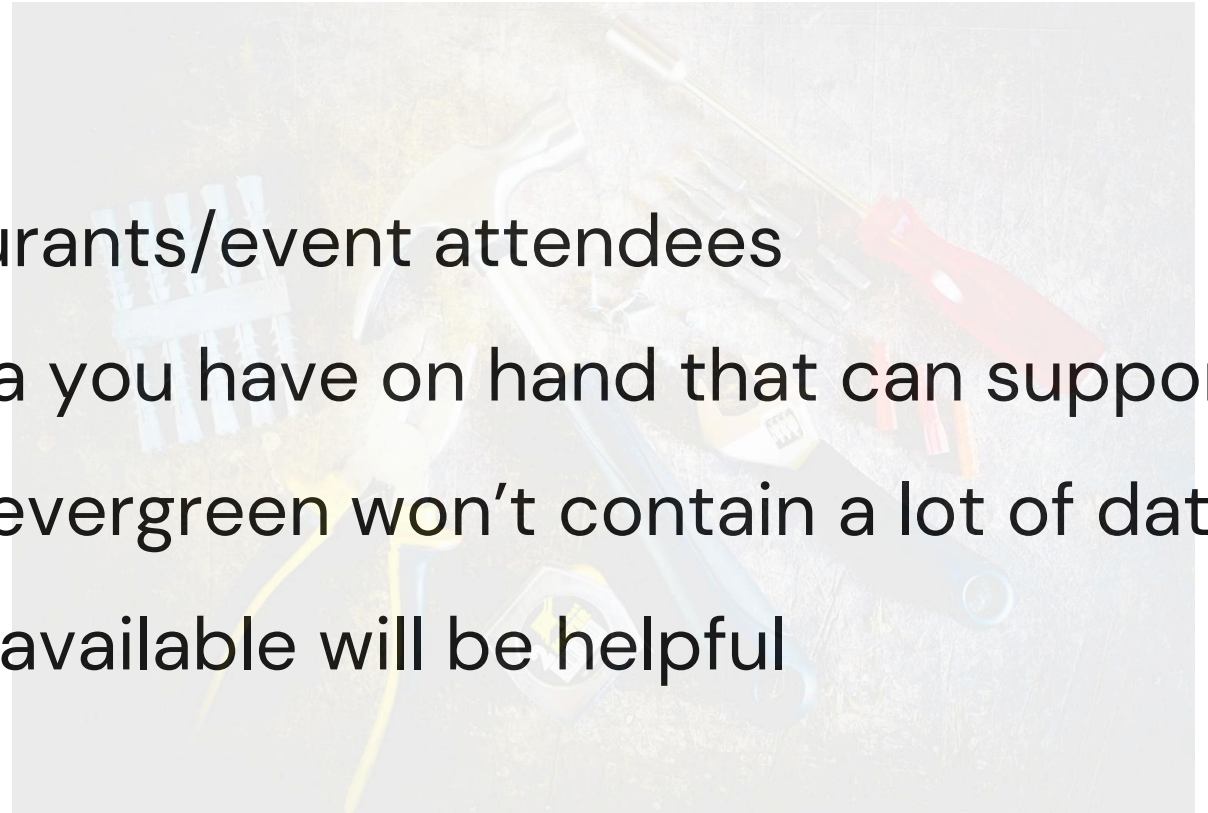 urants/event attendees
a you have on hand that can suppor
evergreen won’t contain a lot of dat
available will be helpful